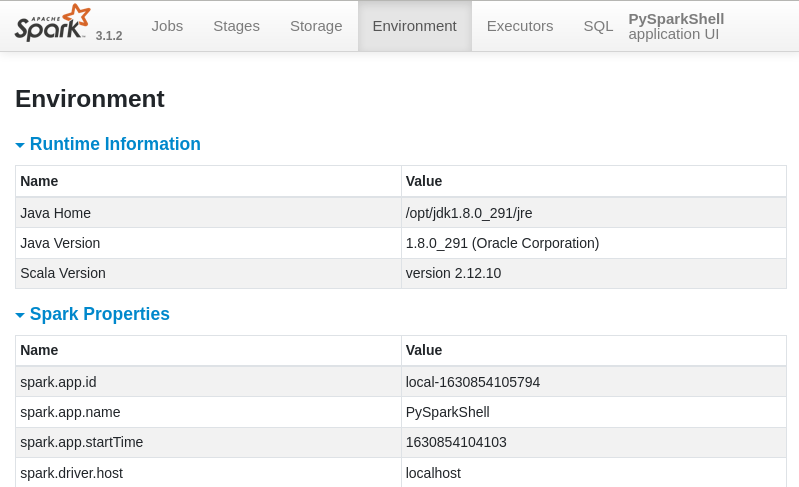 APACHE
Spark 3.1.2 Jobs Stages Storage Environment Executors SQL PySparkShell application UI
Environment
Runtime Information
Name Value
Java Home /opt/jdk1.8.0_291/jre
Java Version 1.8.0_291 (Oracle Corporation)
Scala Version version 2.12.10
Spark Properties
Name Value
spark.app.id local-1630854105794
spark.app.name PySparkShell
spark.app.startTime 1630854104103
spark.driver.host localhost